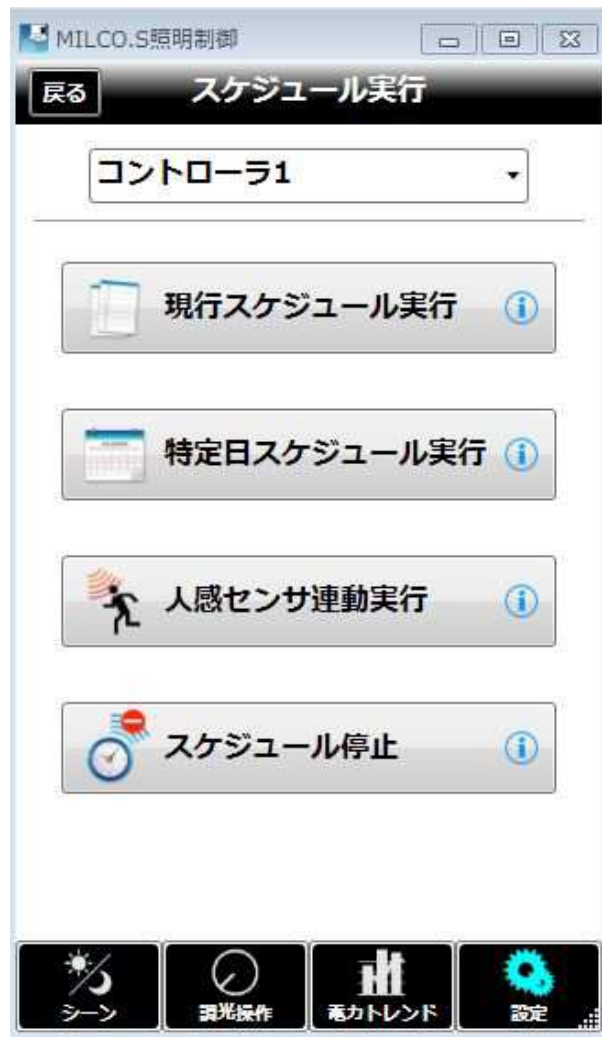 MILCO.S照明制御
戻る
スケジュール実行
コントローラ1
現行スケジュール実行
特定日スケジュール実行
人感センサ連動実行
スケジュール停止
シーン
調光操作
電力トレンド
設定